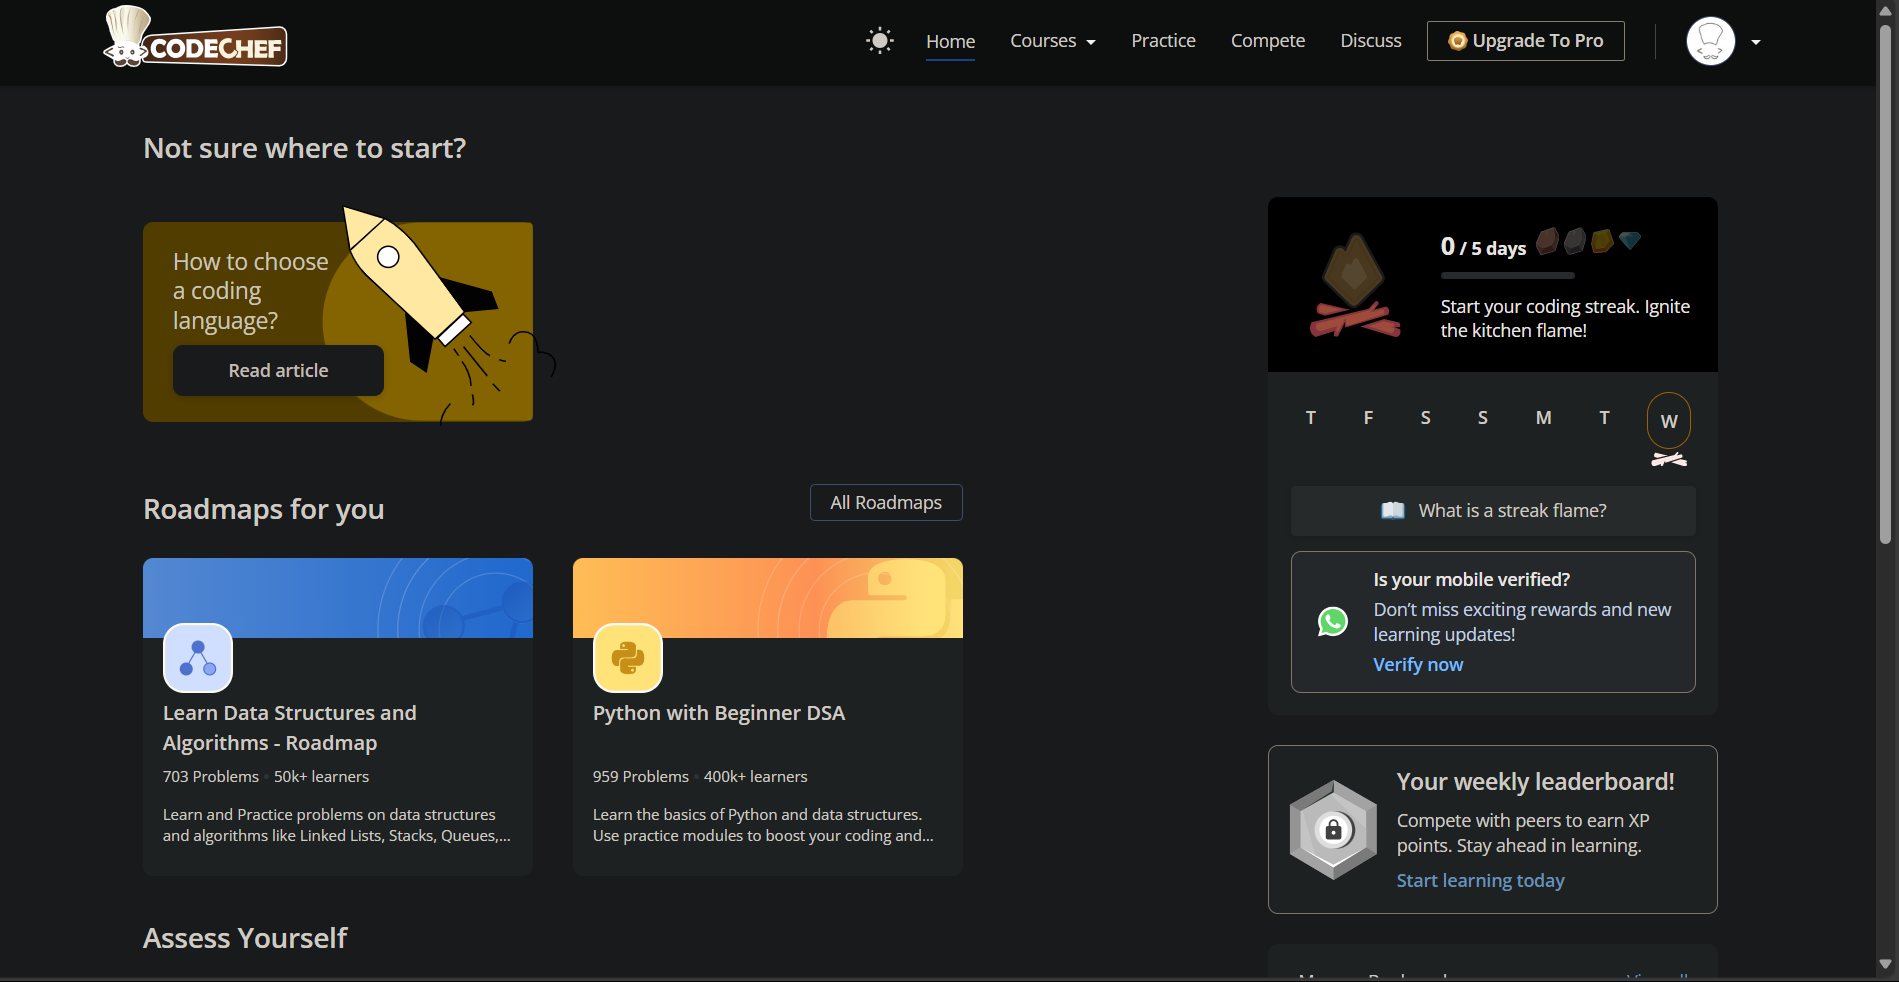 CODECHEF
Home
Courses
Practice
Compete
Discuss
Upgrade To Pro
Not sure where to start?
How to choose
a coding
language?
Read article
Roadmaps for you
All Roadmaps
Learn Data Structures and
Algorithms - Roadmap
703 Problems • 50k+ learners
Learn and Practice problems on data structures
and algorithms like Linked Lists, Stacks, Queues,...
Python with Beginner DSA
959 Problems • 400k+ learners
Learn the basics of Python and data structures.
Use practice modules to boost your coding and...
Assess Yourself
0 / 5 days
Start your coding streak. Ignite
the kitchen flame!
T F S S M T W
What is a streak flame?
Is your mobile verified?
Don’t miss exciting rewards and new
learning updates!
Verify now
Your weekly leaderboard!
Compete with peers to earn XP
points. Stay ahead in learning.
Start learning today